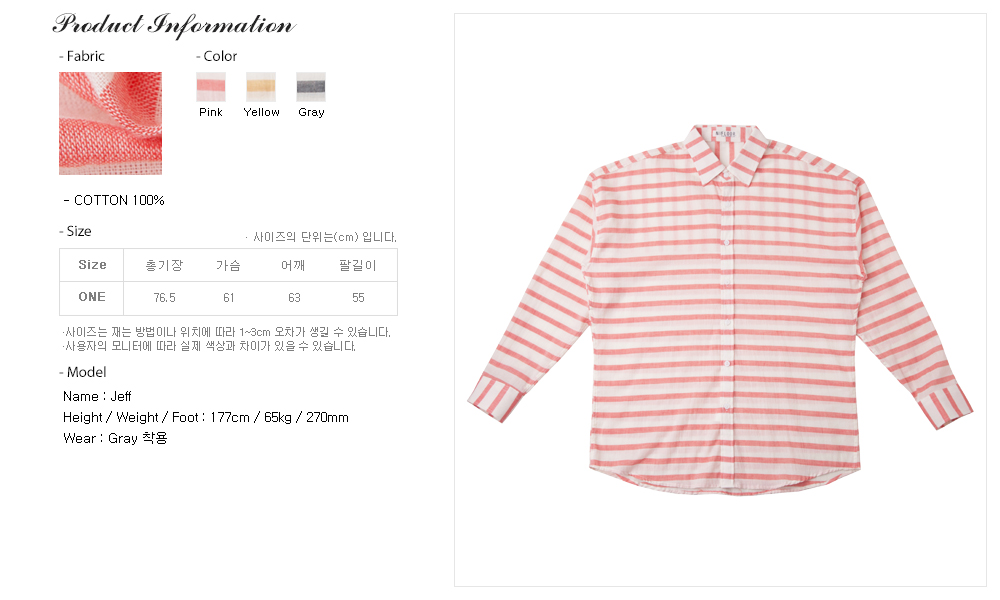 Product Information
- Fabric
- Color
Pink
Yellow
Gray
- COTTON 100%
- Size
· 사이즈의 단위는(cm) 입니다.
Size 총기장 가슴 어깨 팔길이
ONE 76.5 61 63 55
·사이즈는 재는 방법이나 위치에 따라 1~3cm 오차가 생길 수 있습니다.
·사용자의 모니터에 따라 실제 색상과 차이가 있을 수 있습니다.
- Model
Name : Jeff
Height / Weight / Foot : 177cm / 65kg / 270mm
Wear : Gray 착용